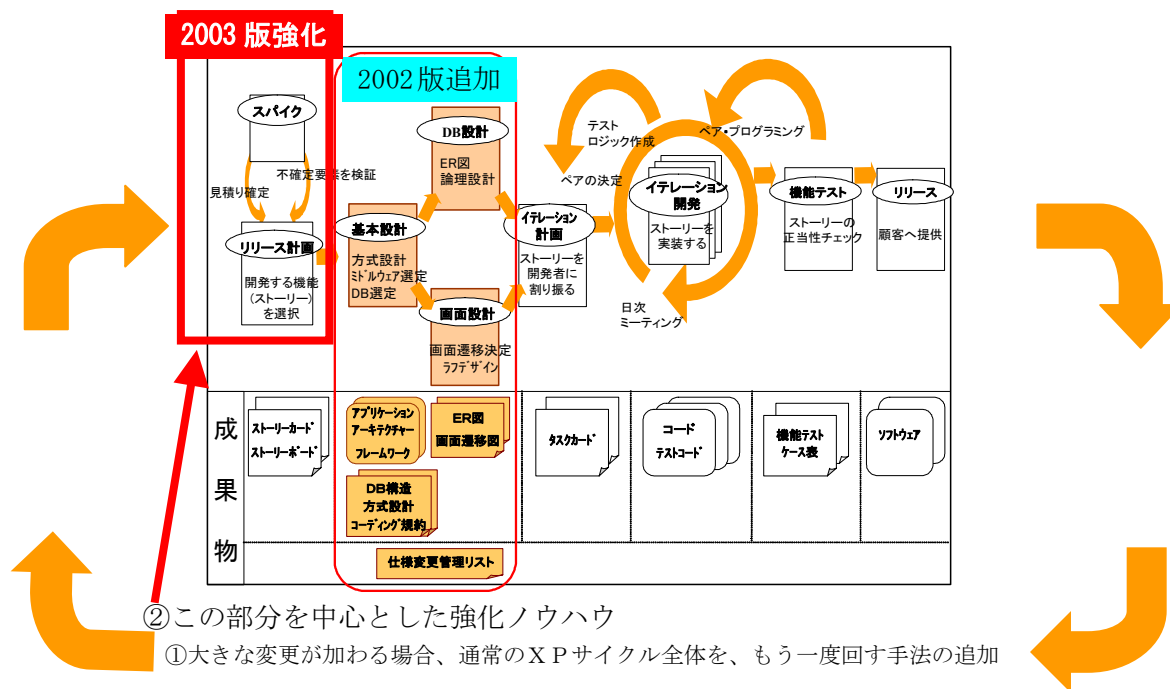 2003 版強化
2002版追加
スパイク
不確定要素を検証
見積り確定
リリース計画
開発する機能
(ストーリー)
を選択
基本設計
方式設計
ミドルウェア選定
DB選定
DB設計
ER図
論理設計
画面設計
画面遷移決定
ラフデザイン
イテレーション
計画
ストーリーを
開発者に
割り振る
テスト
ロジック作成
ペア・プログラミング
ペアの決定
イテレーション
開発
ストーリーを
実装する
日次
ミーティング
機能テスト
ストーリーの
正当性チェック
リリース
顧客へ提供
成
果
物
ストーリーカード
ストーリーボード
アプリケーション
アーキテクチャー
フレームワーク
ER図
画面遷移図
DB構造
方式設計
コーディング規約
仕様変更管理リスト
タスクカード
コード
テストコード
機能テスト
ケース表
ソフトウェア
②この部分を中心とした強化ノウハウ
①大きな変更が加わる場合、通常のXPサイクル全体を、もう一度回す手法の追加